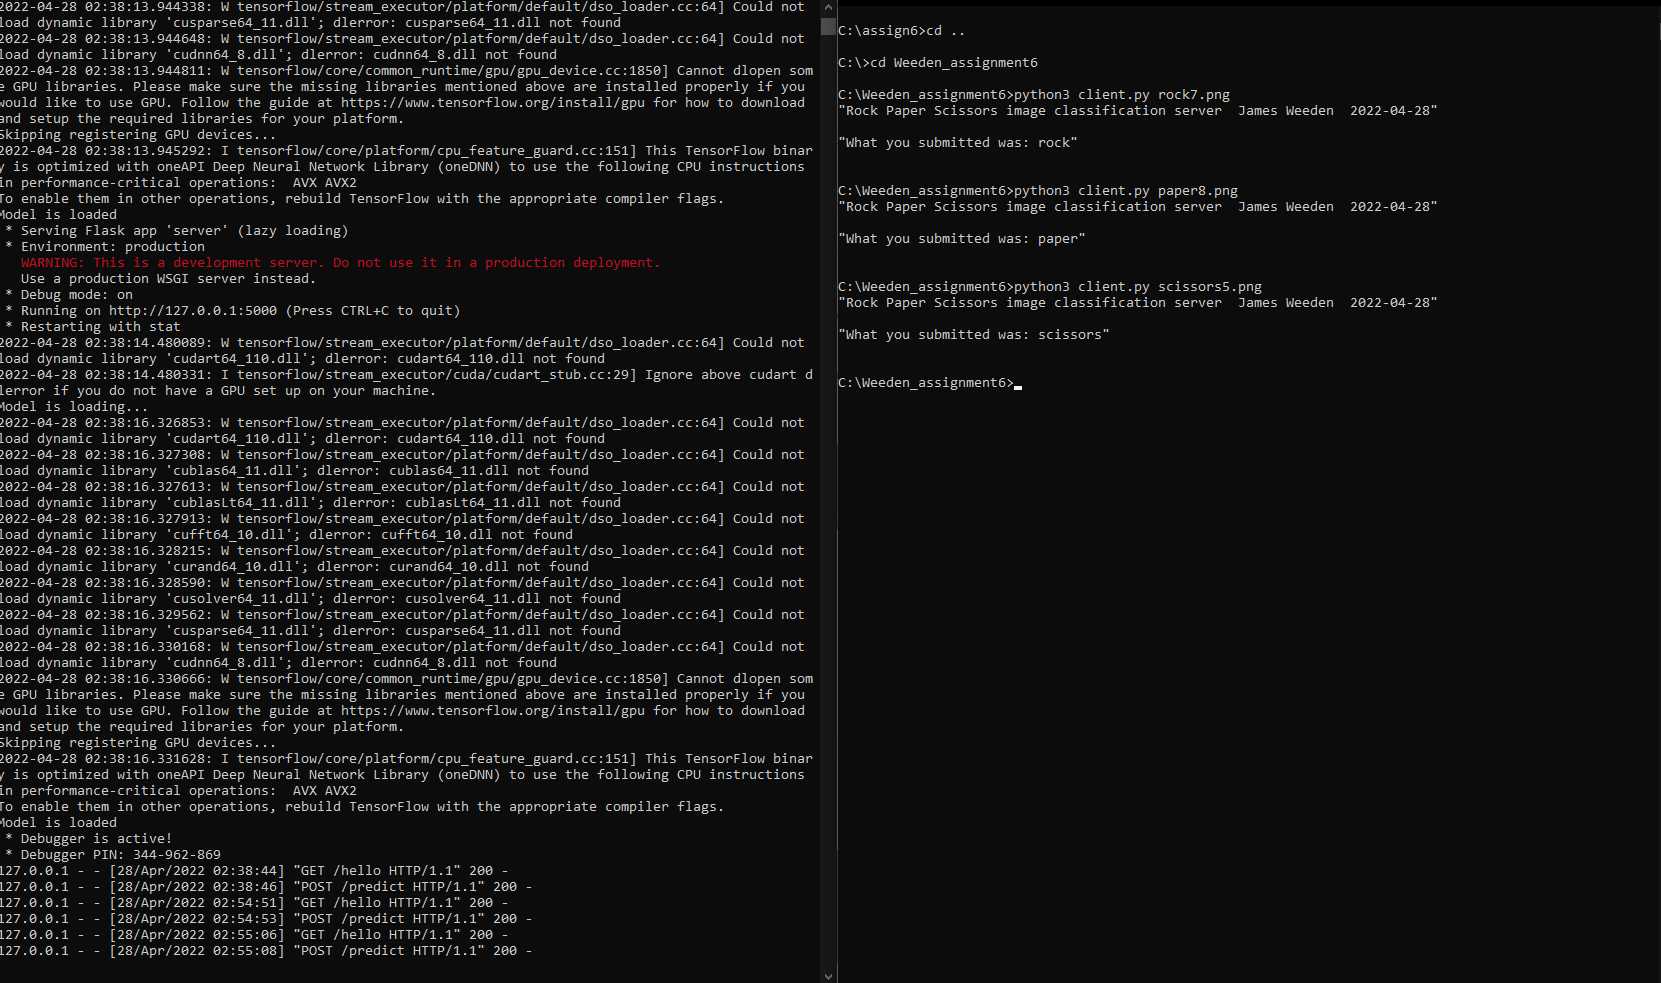 2022-04-28 02:38:13.944338: W tensorflow/stream_executor/platform/default/dso_loader.cc:64] Could not
load dynamic library 'cusparse64_11.dll'; dlerror: cusparse64_11.dll not found
2022-04-28 02:38:13.944648: W tensorflow/stream_executor/platform/default/dso_loader.cc:64] Could not
load dynamic library 'cudnn64_8.dll'; dlerror: cudnn64_8.dll not found
2022-04-28 02:38:13.944811: W tensorflow/core/common_runtime/gpu/gpu_device.cc:1850] Cannot dlopen som
e GPU libraries. Please make sure the missing libraries mentioned above are installed properly if you
would like to use GPU. Follow the guide at https://www.tensorflow.org/install/gpu for how to download
and setup the required libraries for your platform.
Skipping registering GPU devices...
2022-04-28 02:38:13.945292: I tensorflow/core/platform/cpu_feature_guard.cc:151] This TensorFlow binar
y is optimized with oneAPI Deep Neural Network Library (oneDNN) to use the following CPU instructions
in performance-critical operations:  AVX AVX2
To enable them in other operations, rebuild TensorFlow with the appropriate compiler flags.
Model is loaded
 * Serving Flask app 'server' (lazy loading)
 * Environment: production
   WARNING: This is a development server. Do not use it in a production deployment.
   Use a production WSGI server instead.
 * Debug mode: on
 * Running on http://127.0.0.1:5000 (Press CTRL+C to quit)
 * Restarting with stat
2022-04-28 02:38:14.480089: W tensorflow/stream_executor/platform/default/dso_loader.cc:64] Could not
load dynamic library 'cudart64_110.dll'; dlerror: cudart64_110.dll not found
2022-04-28 02:38:14.480331: I tensorflow/stream_executor/cuda/cudart_stub.cc:29] Ignore above cudart d
lerror if you do not have a GPU set up on your machine.
Model is loading...
2022-04-28 02:38:16.326853: W tensorflow/stream_executor/platform/default/dso_loader.cc:64] Could not
load dynamic library 'cudart64_110.dll'; dlerror: cudart64_110.dll not found
2022-04-28 02:38:16.327308: W tensorflow/stream_executor/platform/default/dso_loader.cc:64] Could not
load dynamic library 'cublas64_11.dll'; dlerror: cublas64_11.dll not found
2022-04-28 02:38:16.327613: W tensorflow/stream_executor/platform/default/dso_loader.cc:64] Could not
load dynamic library 'cublasLt64_11.dll'; dlerror: cublasLt64_11.dll not found
2022-04-28 02:38:16.327913: W tensorflow/stream_executor/platform/default/dso_loader.cc:64] Could not
load dynamic library 'cufft64_10.dll'; dlerror: cufft64_10.dll not found
2022-04-28 02:38:16.328215: W tensorflow/stream_executor/platform/default/dso_loader.cc:64] Could not
load dynamic library 'curand64_10.dll'; dlerror: curand64_10.dll not found
2022-04-28 02:38:16.328590: W tensorflow/stream_executor/platform/default/dso_loader.cc:64] Could not
load dynamic library 'cusolver64_11.dll'; dlerror: cusolver64_11.dll not found
2022-04-28 02:38:16.329562: W tensorflow/stream_executor/platform/default/dso_loader.cc:64] Could not
load dynamic library 'cusparse64_11.dll'; dlerror: cusparse64_11.dll not found
2022-04-28 02:38:16.330168: W tensorflow/stream_executor/platform/default/dso_loader.cc:64] Could not
load dynamic library 'cudnn64_8.dll'; dlerror: cudnn64_8.dll not found
2022-04-28 02:38:16.330666: W tensorflow/core/common_runtime/gpu/gpu_device.cc:1850] Cannot dlopen som
e GPU libraries. Please make sure the missing libraries mentioned above are installed properly if you
would like to use GPU. Follow the guide at https://www.tensorflow.org/install/gpu for how to download
and setup the required libraries for your platform.
Skipping registering GPU devices...
2022-04-28 02:38:16.331628: I tensorflow/core/platform/cpu_feature_guard.cc:151] This TensorFlow binar
y is optimized with oneAPI Deep Neural Network Library (oneDNN) to use the following CPU instructions
in performance-critical operations:  AVX AVX2
To enable them in other operations, rebuild TensorFlow with the appropriate compiler flags.
Model is loaded
 * Debugger is active!
 * Debugger PIN: 344-962-869
127.0.0.1 - - [28/Apr/2022 02:38:44] "GET /hello HTTP/1.1" 200 -
127.0.0.1 - - [28/Apr/2022 02:38:46] "POST /predict HTTP/1.1" 200 -
127.0.0.1 - - [28/Apr/2022 02:54:51] "GET /hello HTTP/1.1" 200 -
127.0.0.1 - - [28/Apr/2022 02:54:53] "POST /predict HTTP/1.1" 200 -
127.0.0.1 - - [28/Apr/2022 02:55:06] "GET /hello HTTP/1.1" 200 -
127.0.0.1 - - [28/Apr/2022 02:55:08] "POST /predict HTTP/1.1" 200 -
C:\assign6>cd ..
C:\>cd Weeden_assignment6
C:\Weeden_assignment6>python3 client.py rock7.png
"Rock Paper Scissors image classification server  James Weeden  2022-04-28"
"What you submitted was: rock"
C:\Weeden_assignment6>python3 client.py paper8.png
"Rock Paper Scissors image classification server  James Weeden  2022-04-28"
"What you submitted was: paper"
C:\Weeden_assignment6>python3 client.py scissors5.png
"Rock Paper Scissors image classification server  James Weeden  2022-04-28"
"What you submitted was: scissors"
C:\Weeden_assignment6>